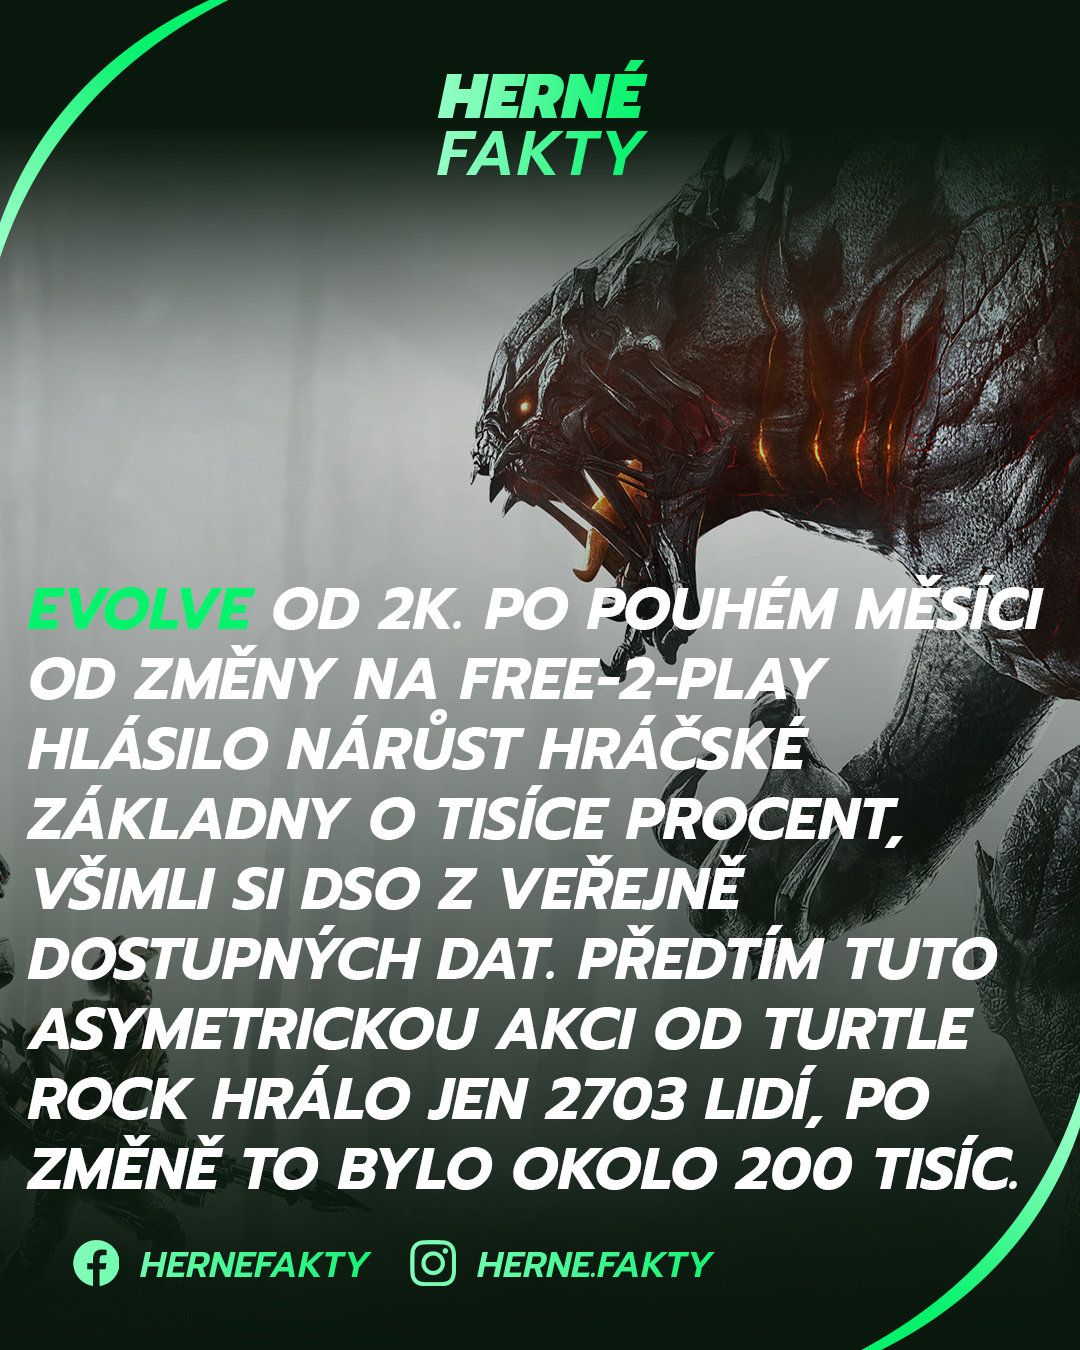 HERNÉ
FAKTY
EVOLVE OD 2K. PO POUHÉM MĚSÍCI
OD ZMĚNY NA FREE-2-PLAY
HLÁSILO NÁRŮST HRÁČSKÉ
ZÁKLADNY O TISÍCE PROCENT,
VŠIMLI SI DSO Z VEŘEJNĚ
DOSTUPNÝCH DAT. PŘEDTÍM TUTO
ASYMETRICKOU AKCI OD TURTLE
ROCK HRÁLO JEN 2703 LIDÍ, PO
ZMĚNĚ TO BYLO OKOLO 200 TISÍC.
HERNEFAKTY HERNE.FAKTY